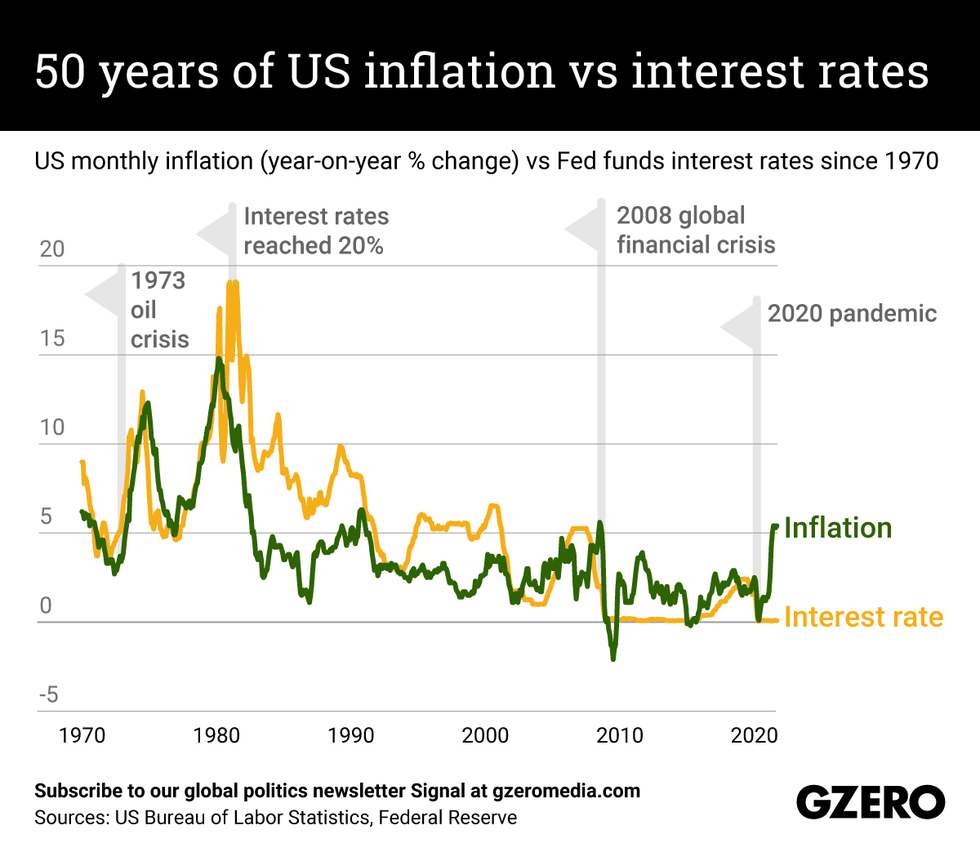 50 years of US inflation vs interest rates
US monthly inflation (year-on-year % change) vs Fed funds interest rates since 1970
Interest rates
reached 20%
2008 global
financial crisis
20
1973
oil
crisis
2020 pandemic
15
10
5
Inflation
0
Interest rate
-5
1970 1980 1990 2000 2010 2020
Subscribe to our global politics newsletter Signal at gzeromedia.com
Sources: US Bureau of Labor Statistics, Federal Reserve
GZERO